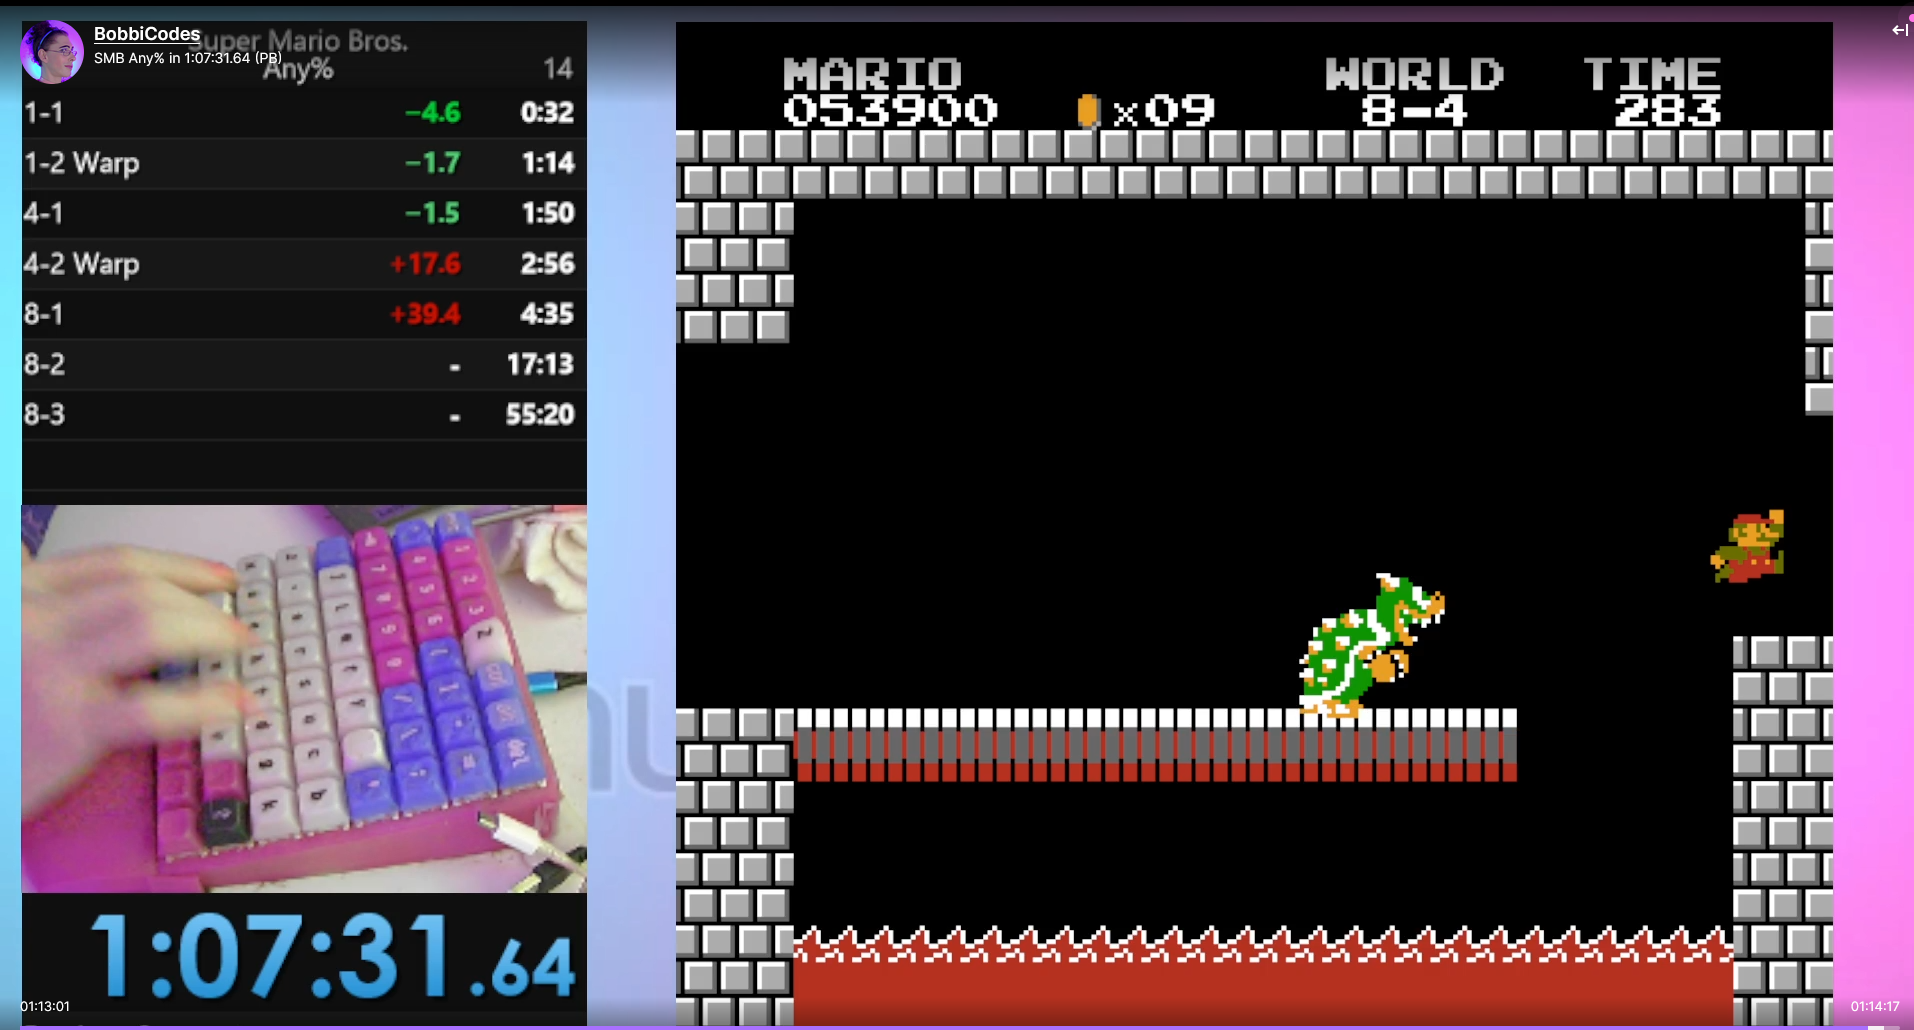 BobbiCodes
SMB Any% in 1:07:31.64 (PB)
Super Mario Bros.
Any% 14
1-1 −4.6 0:32
1-2 Warp −1.7 1:14
4-1 −1.5 1:50
4-2 Warp +17.6 2:56
8-1 +39.4 4:35
8-2 - 17:13
8-3 - 55:20
1:07:31.64
01:13:01
MARIO WORLD TIME
053900 x09 8-4 283
01:14:17